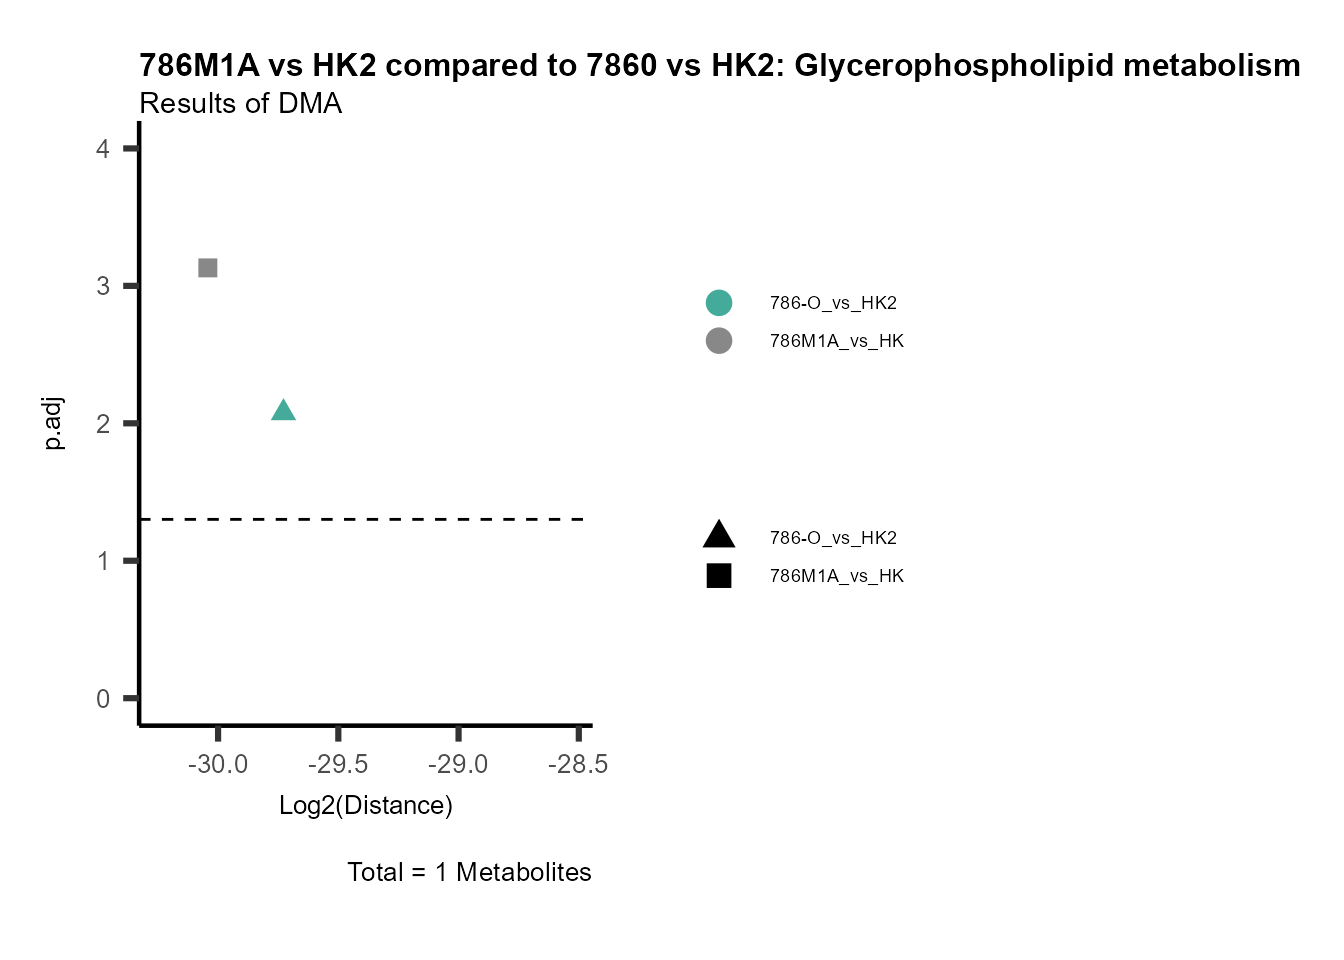 786M1A vs HK2 compared to 7860 vs HK2: Glycerophospholipid metabolism
Results of DMA
4
3
2
1
0
p.adj
-30.0 -29.5 -29.0 -28.5
Log2(Distance)
Total = 1 Metabolites
786-O_vs_HK2
786M1A_vs_HK
786-O_vs_HK2
786M1A_vs_HK